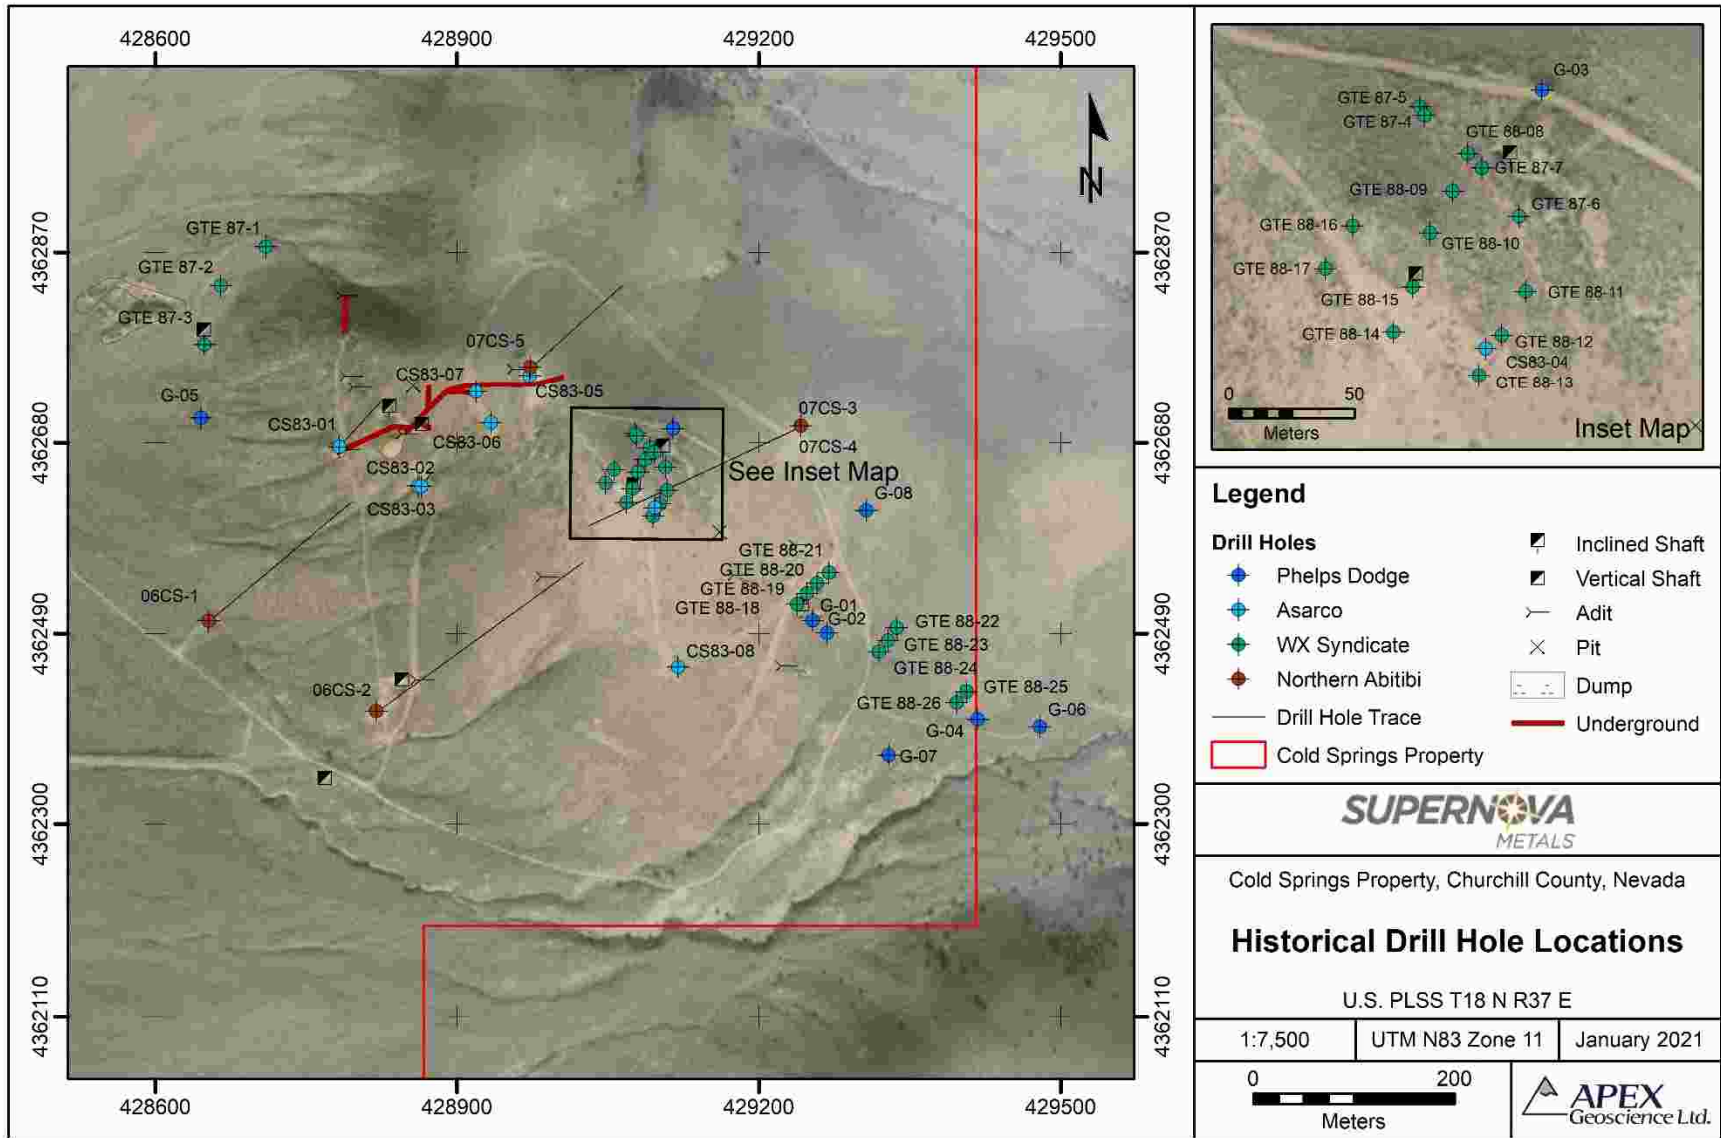 428600
428900
429200
429500
4362870
4362680
4362490
4362300
4362110
4362870
4362680
4362490
4362300
4362110
428600
428900
429200
429500
N
GTE 87-1
GTE 87-2
GTE 87-3
G-05
CS83-01
CS83-07
07CS-5
CS83-05
CS83-06
CS83-02
CS83-03
07CS-3
07CS-4
See Inset Map
G-08
06CS-1
06CS-2
GTE 88-21
GTE 88-20
GTE 88-19
GTE 88-18
G-01
G-02
CS83-08
GTE 88-22
GTE 88-23
GTE 88-24
GTE 88-25
GTE 88-26
G-04
G-06
G-07
G-03
GTE 87-5
GTE 87-4
GTE 88-08
GTE 87-7
GTE 88-09
GTE 87-6
GTE 88-16
GTE 88-10
GTE 88-17
GTE 88-15
GTE 88-11
GTE 88-14
GTE 88-12
CS83-04
GTE 88-13
0 50
Meters
Inset Map
Legend
Drill Holes
Phelps Dodge
Asarco
WX Syndicate
Northern Abitibi
Drill Hole Trace
Cold Springs Property
Inclined Shaft
Vertical Shaft
Adit
Pit
Dump
Underground
SUPERNOVA
METALS
Cold Springs Property, Churchill County, Nevada
Historical Drill Hole Locations
U.S. PLSS T18 N R37 E
1:7,500 UTM N83 Zone 11 January 2021
0 200
Meters
APEX
Geoscience Ltd.